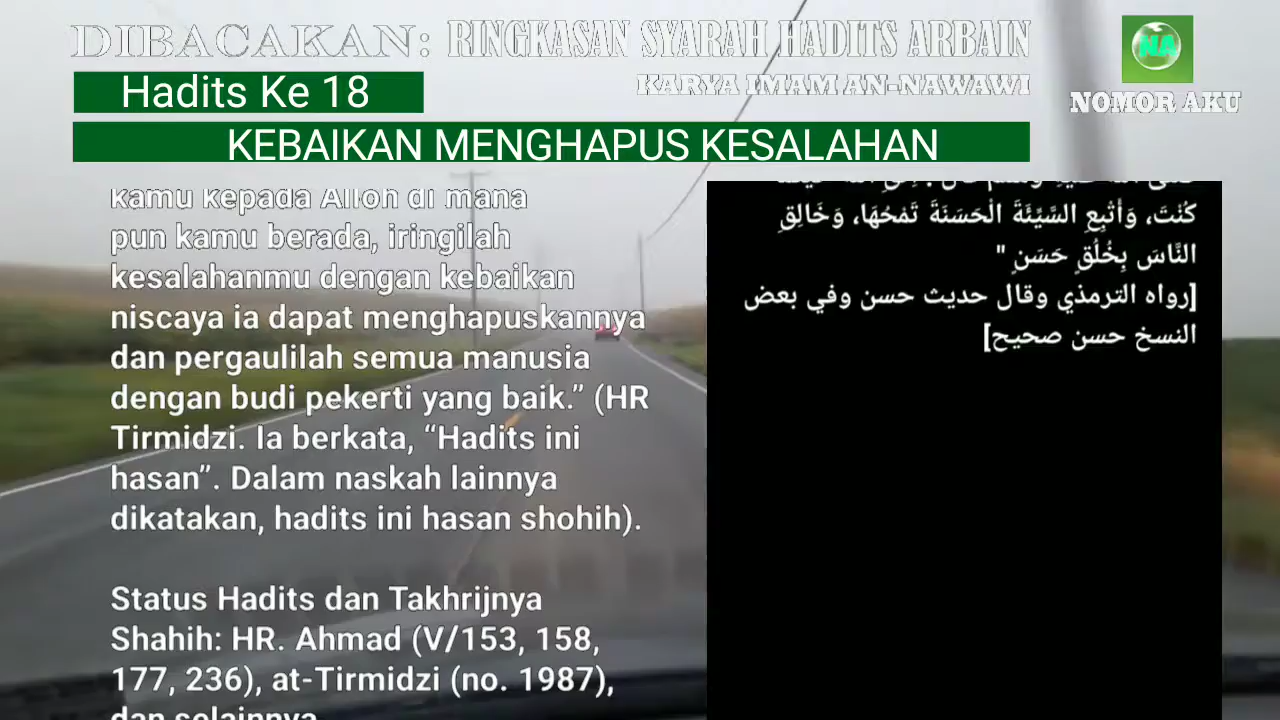 DIBACAKAN: RINGKASAN SYARAH HADITS ARBAIN
KARYA IMAM AN-NAWAWI
NA
NOMOR AKU
Hadits Ke 18
KEBAIKAN MENGHAPUS KESALAHAN
kamu kepada Alloh di mana
pun kamu berada, iringilah
kesalahanmu dengan kebaikan
niscaya ia dapat menghapuskannya
dan pergaulilah semua manusia
dengan budi pekerti yang baik.” (HR
Tirmidzi. Ia berkata, “Hadits ini
hasan”. Dalam naskah lainnya
dikatakan, hadits ini hasan shohih).
Status Hadits dan Takhrijnya
Shahih: HR. Ahmad (V/153, 158,
177, 236), at-Tirmidzi (no. 1987),
dan selainnya
كُنْتَ، وَأَتْبِعِ السَّيِّئَةَ الْحَسَنَةَ تَمْحُهَا، وَخَالِقِ
النَّاسَ بِخُلُقٍ حَسَنٍ "
[رواه الترمذي وقال حديث حسن وفي بعض
النسخ حسن صحيح]